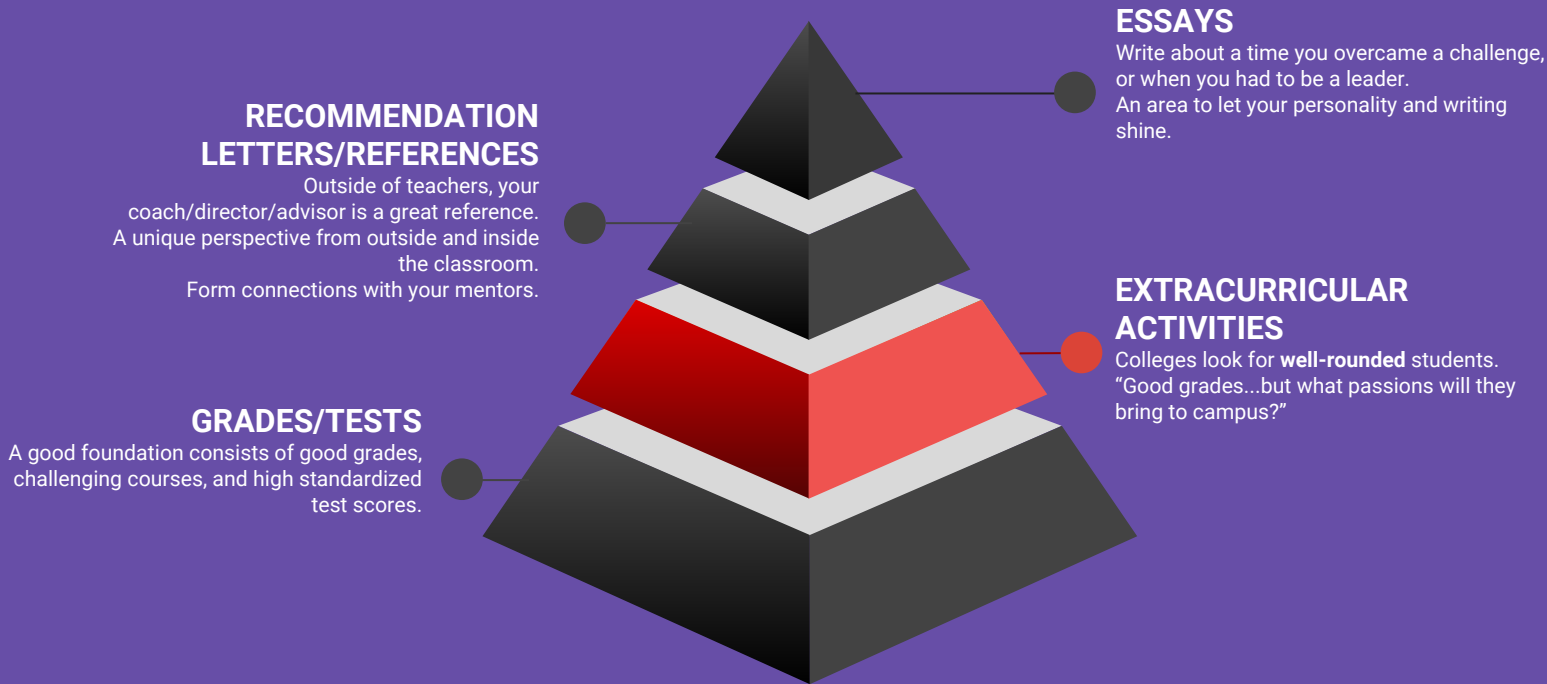 ESSAYS
Write about a time you overcame a challenge,
or when you had to be a leader.
An area to let your personality and writing
shine.
RECOMMENDATION
LETTERS/REFERENCES
Outside of teachers, your
coach/director/advisor is a great reference.
A unique perspective from outside and inside
the classroom.
Form connections with your mentors.
EXTRACURRICULAR
ACTIVITIES
Colleges look for well-rounded students.
“Good grades...but what passions will they
bring to campus?”
GRADES/TESTS
A good foundation consists of good grades,
challenging courses, and high standardized
test scores.